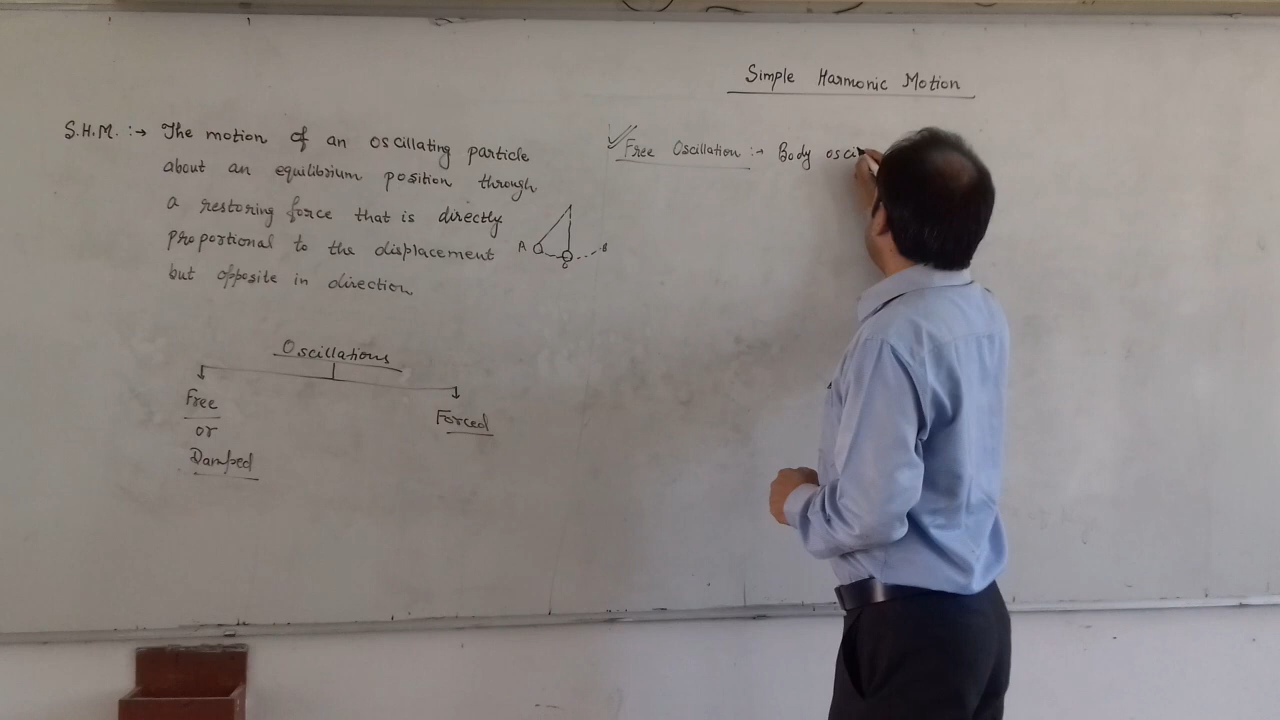 Simple Harmonic Motion
S.H.M. :→ The motion of an oscillating particle
about an equilibrium position through
a restoring force that is directly
proportional to the displacement
but opposite in direction
A
B
Oscillations
Free
or
Damped
Forced
Free Oscillation :→ Body osci